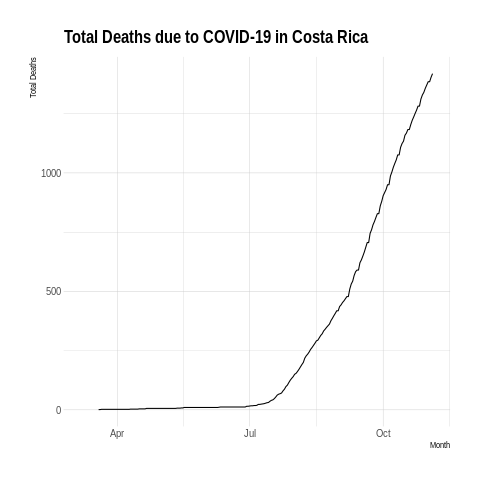 Total Deaths due to COVID-19 in Costa Rica
Total Deaths
1000
500
0
Apr
Jul
Oct
Month